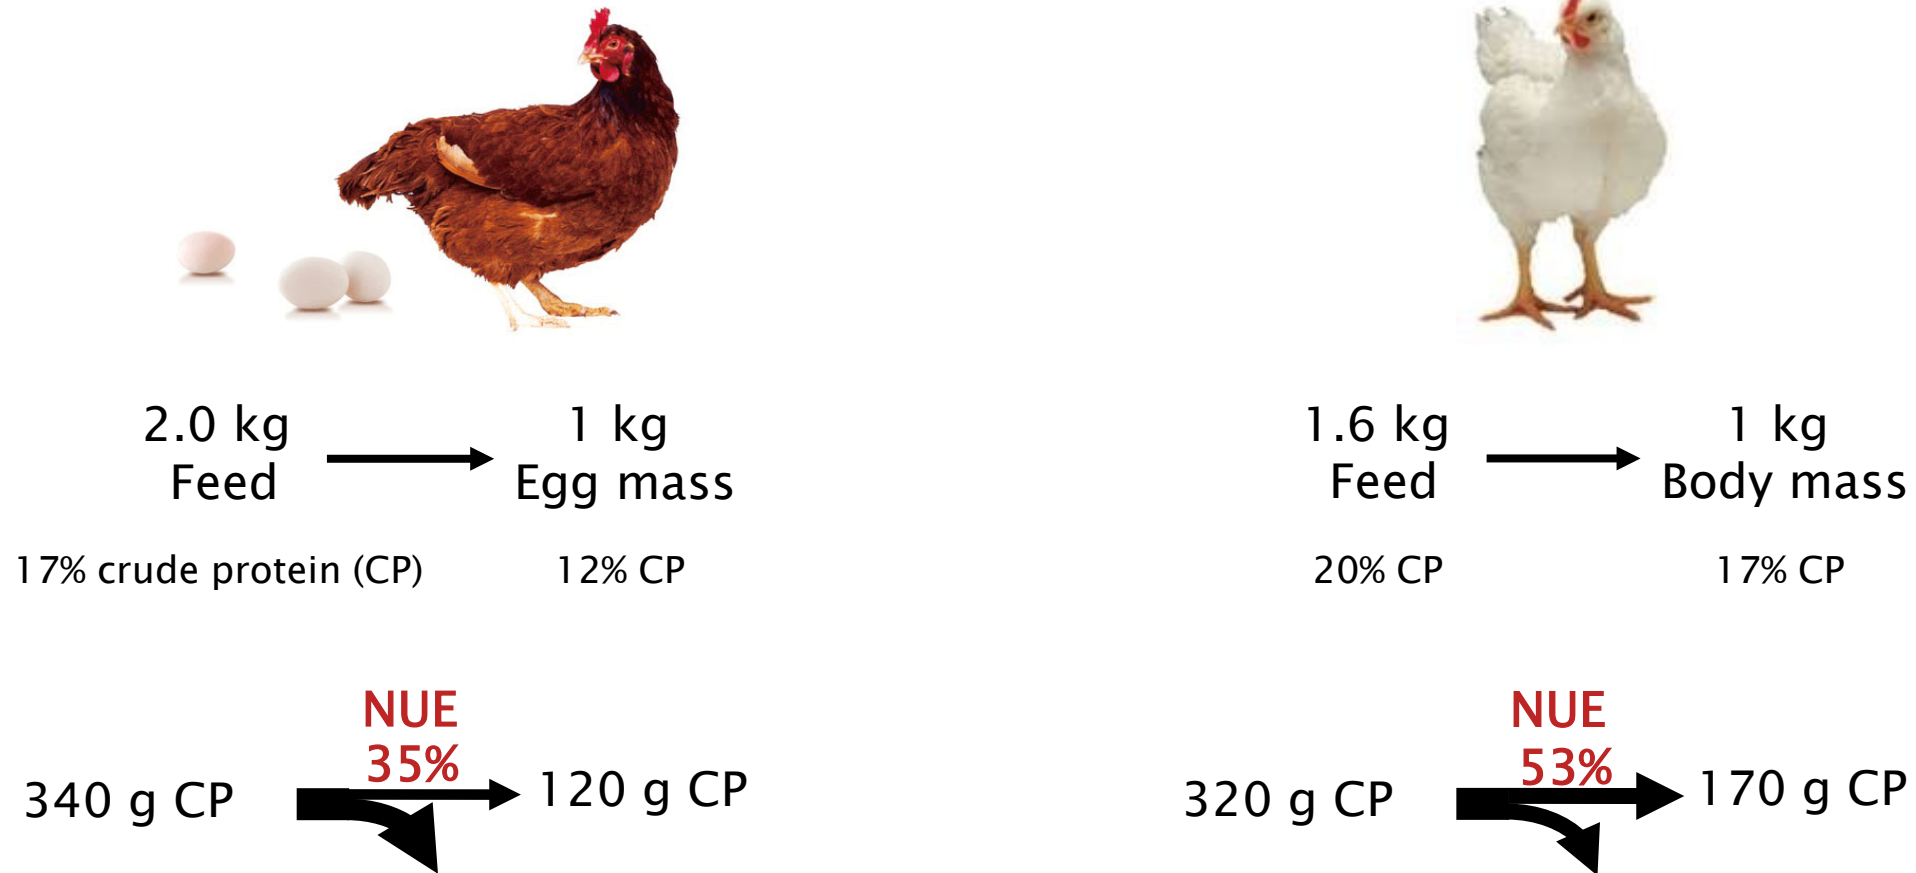 2.0 kg
Feed
1 kg
Egg mass
17% crude protein (CP)
12% CP
NUE
35%
340 g CP
120 g CP
1.6 kg
Feed
1 kg
Body mass
20% CP
17% CP
NUE
53%
320 g CP
170 g CP